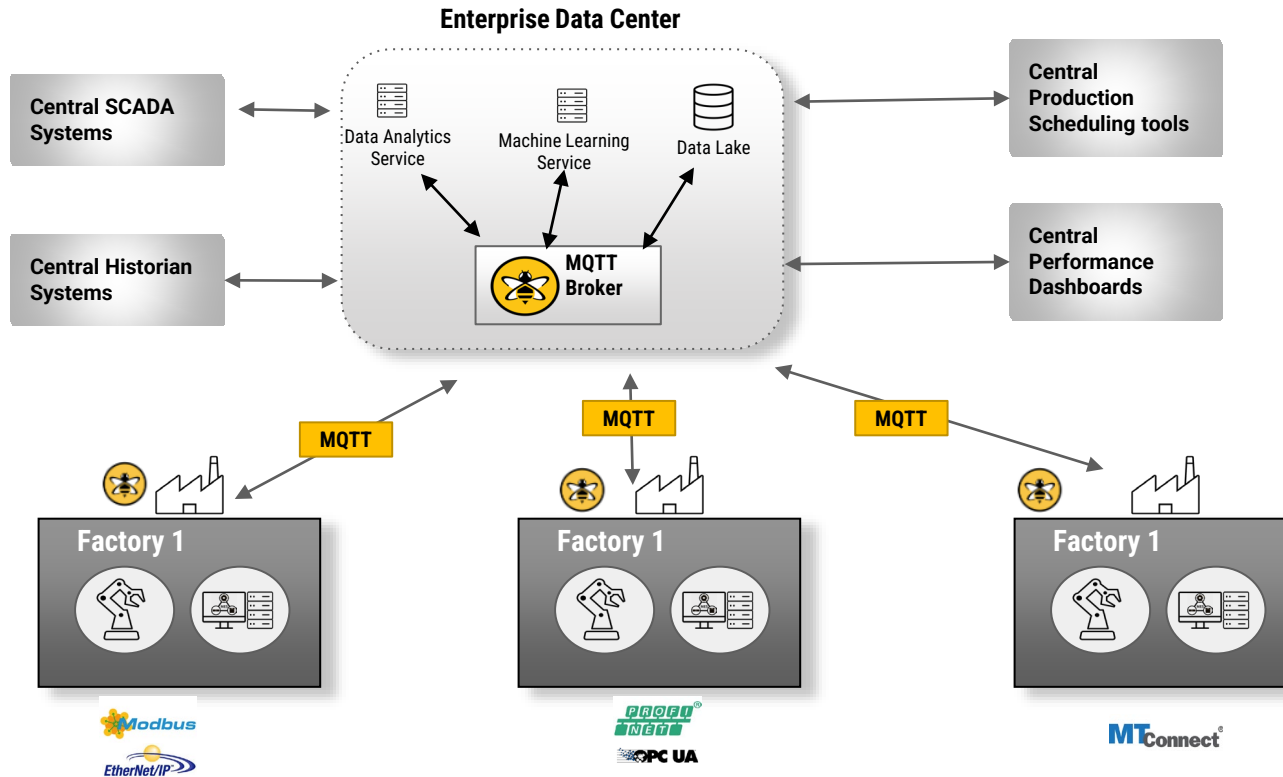 Enterprise Data Center
Central SCADA
Systems
Central
Production
Scheduling tools
Data Analytics
Service
Machine Learning
Service
Data Lake
Central Historian
Systems
MQTT
Broker
Central
Performance
Dashboards
MQTT
MQTT
MQTT
Factory 1
Factory 1
Factory 1
Modbus
EtherNet/IP
PROFI
NET®
OPC UA
MTConnect®